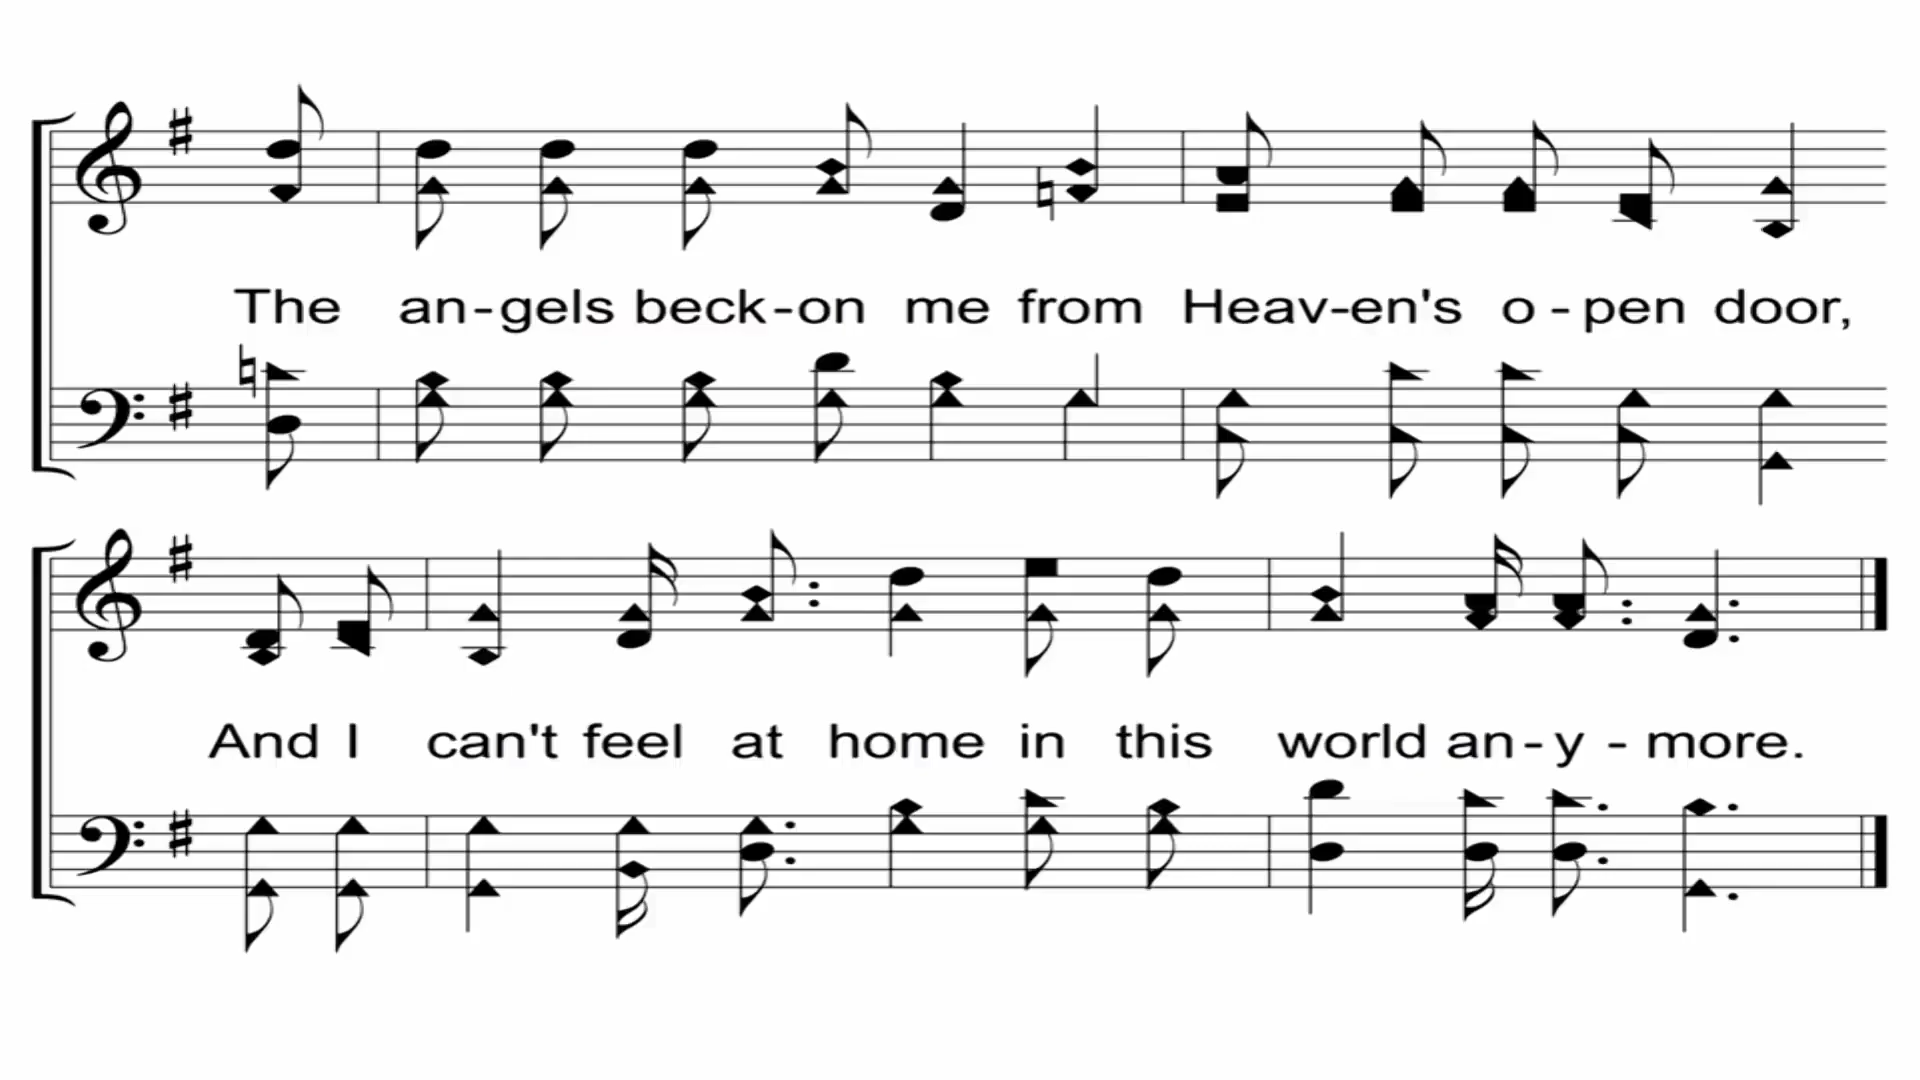 The an-gels beck-on me from Heav-en's o-pen door,
And I can't feel at home in this world an-y-more.